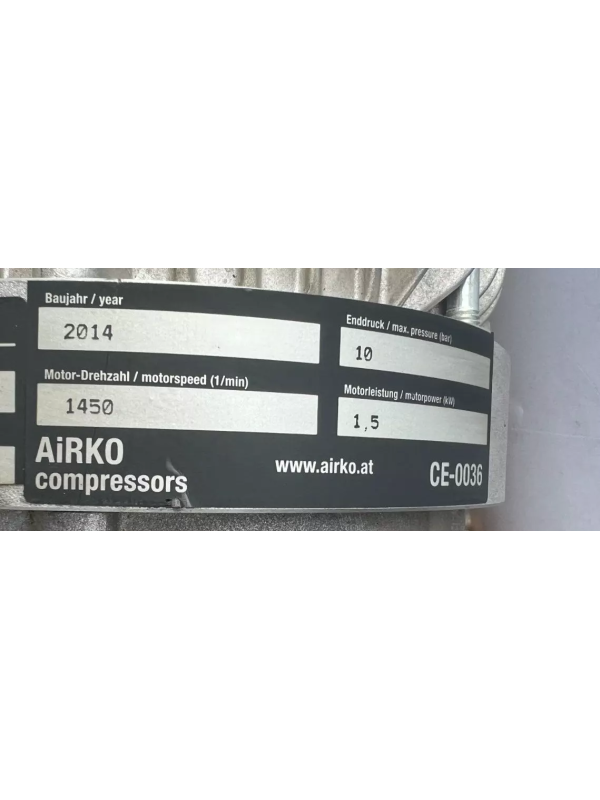 Baujahr / year
2014
Enddruck / max. pressure (bar)
10
Motor-Drehzahl / motorspeed (1/min)
1450
Motorleistung / motorpower (kW)
1,5
AiRKO
compressors
www.airko.at
CE-0036